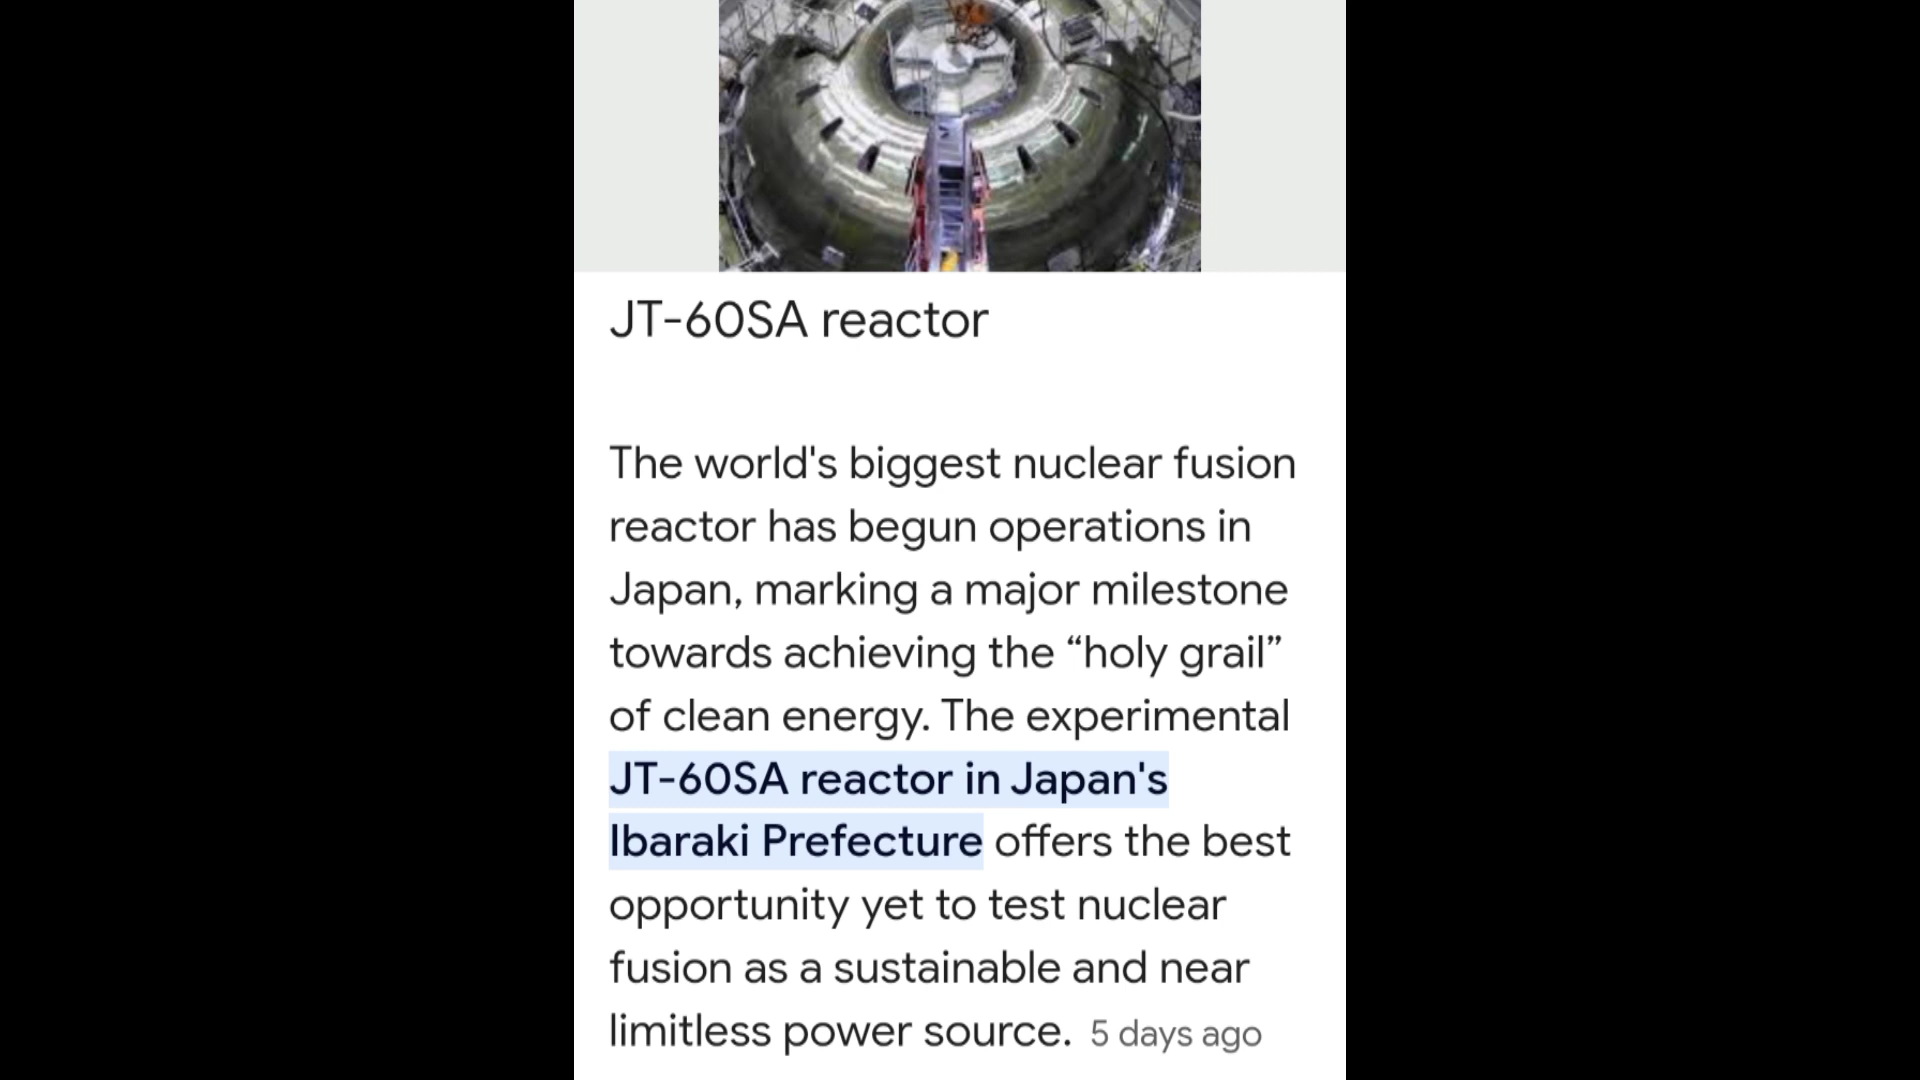 JT-60SA reactor
The world's biggest nuclear fusion
reactor has begun operations in
Japan, marking a major milestone
towards achieving the “holy grail”
of clean energy. The experimental
JT-60SA reactor in Japan's
Ibaraki Prefecture offers the best
opportunity yet to test nuclear
fusion as a sustainable and near
limitless power source. 5 days ago